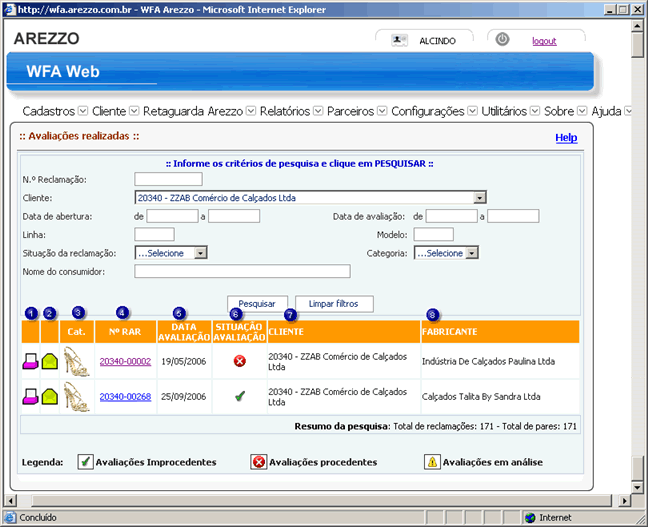 http://wfa.arezzo.com.br - WFA Arezzo - Microsoft Internet Explorer
AREZZO
ALCINDO
logout
WFA Web
Cadastros Cliente Retaguarda Arezzo Relatórios Parceiros Configurações Utilitários Sobre Ajuda
:: Avaliações realizadas ::
Help
:: Informe os critérios de pesquisa e clique em PESQUISAR ::
N.º Reclamação:
Cliente: 20340 - ZZAB Comércio de Calçados Ltda
Data de abertura: de a Data de avaliação: de a
Linha: Modelo:
Situação da reclamação: ...Selecione Categoria: ...Selecione
Nome do consumidor:
Pesquisar Limpar filtros
1 2 3 4 5 6 7 8
Cat. Nº RAR DATA AVALIAÇÃO SITUAÇÃO AVALIAÇÃO CLIENTE FABRICANTE
20340-00002 19/05/2006 20340 - ZZAB Comércio de Calçados Ltda Indústria De Calçados Paulina Ltda
20340-00268 25/09/2006 20340 - ZZAB Comércio de Calçados Ltda Calçados Talita By Sandra Ltda
Resumo da pesquisa: Total de reclamações: 171 - Total de pares: 171
Legenda: Avaliações Improcedentes Avaliações procedentes Avaliações em análise
Concluído Internet